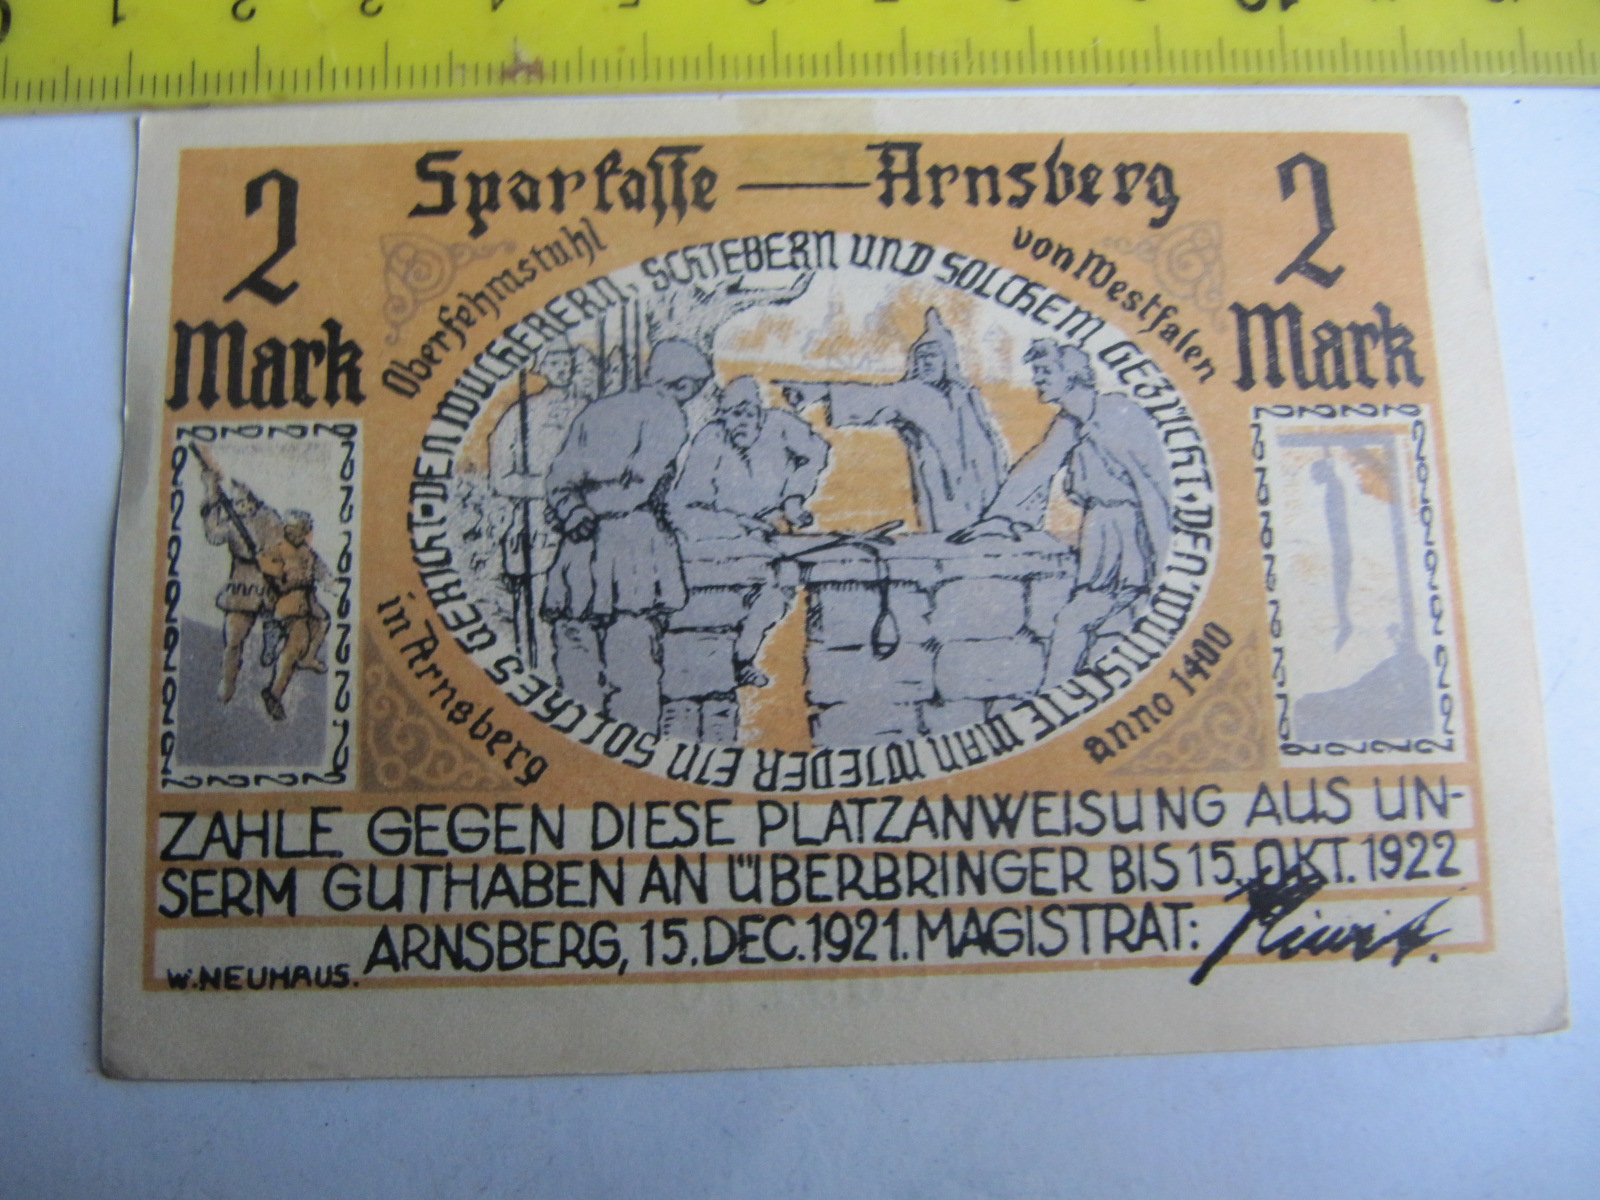 2 Sparkasse — Arnsberg 2
Mark Mark
Oberfehmstuhl
von Westfalen
in Arnsberg
anno 1400
DEN WUCHERERN, SCHIEBERN UND SOLCHEM GEZÜCHT · DEN WÜNSCHTE MAN WIEDER EIN SOLCHES GERICHT ·
ZAHLE GEGEN DIESE PLATZANWEISUNG AUS UN-
SERM GUTHABEN AN ÜBERBRINGER BIS 15. OKT. 1922
ARNSBERG, 15. DEC. 1921. MAGISTRAT:
W. NEUHAUS.